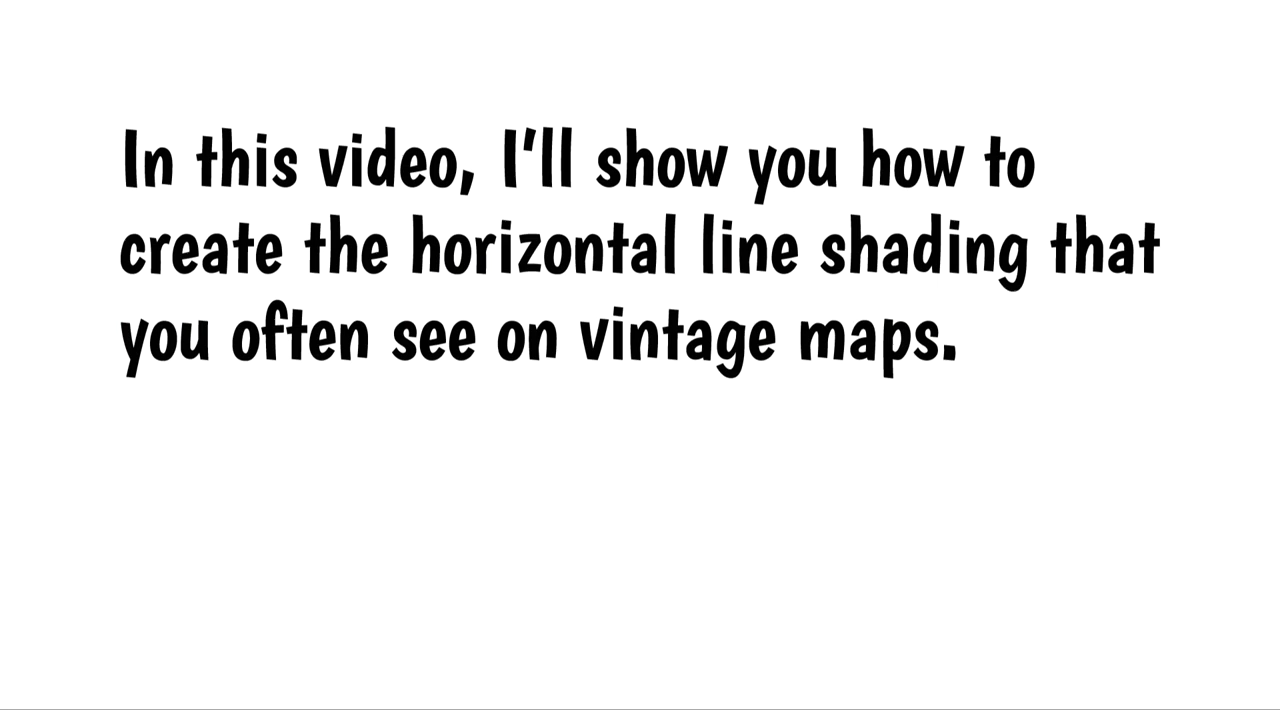 In this video, I'll show you how to
create the horizontal line shading that
you often see on vintage maps.